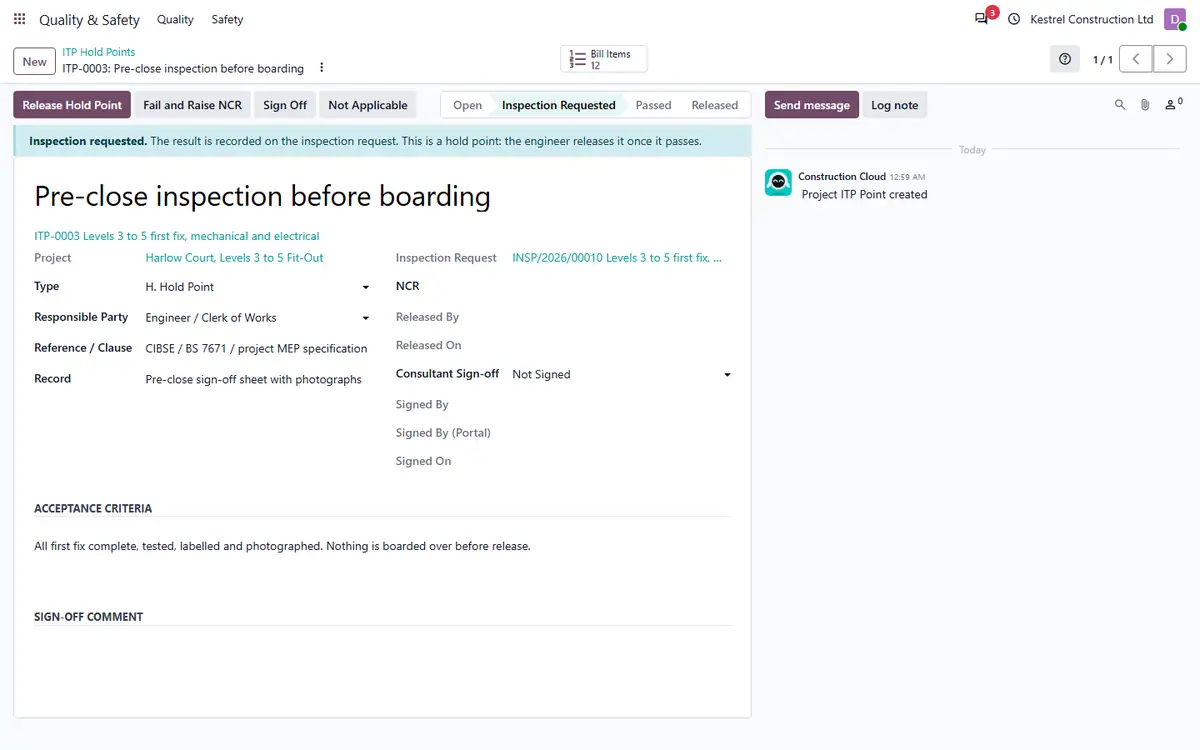 Quality & Safety Quality Safety
3 Kestrel Construction Ltd D
New
ITP Hold Points
ITP-0003: Pre-close inspection before boarding
Bill Items
12
1 / 1
Release Hold Point Fail and Raise NCR Sign Off Not Applicable
Open Inspection Requested Passed Released
Send message Log note
0
Inspection requested. The result is recorded on the inspection request. This is a hold point: the engineer releases it once it passes.
Today
Construction Cloud 12:59 AM
Project ITP Point created
Pre-close inspection before boarding
ITP-0003 Levels 3 to 5 first fix, mechanical and electrical
Project Harlow Court, Levels 3 to 5 Fit-Out
Type H. Hold Point
Responsible Party Engineer / Clerk of Works
Reference / Clause CIBSE / BS 7671 / project MEP specification
Record Pre-close sign-off sheet with photographs
Inspection Request INSP/2026/00010 Levels 3 to 5 first fix, ...
NCR
Released By
Released On
Consultant Sign-off Not Signed
Signed By
Signed By (Portal)
Signed On
ACCEPTANCE CRITERIA
All first fix complete, tested, labelled and photographed. Nothing is boarded over before release.
SIGN-OFF COMMENT